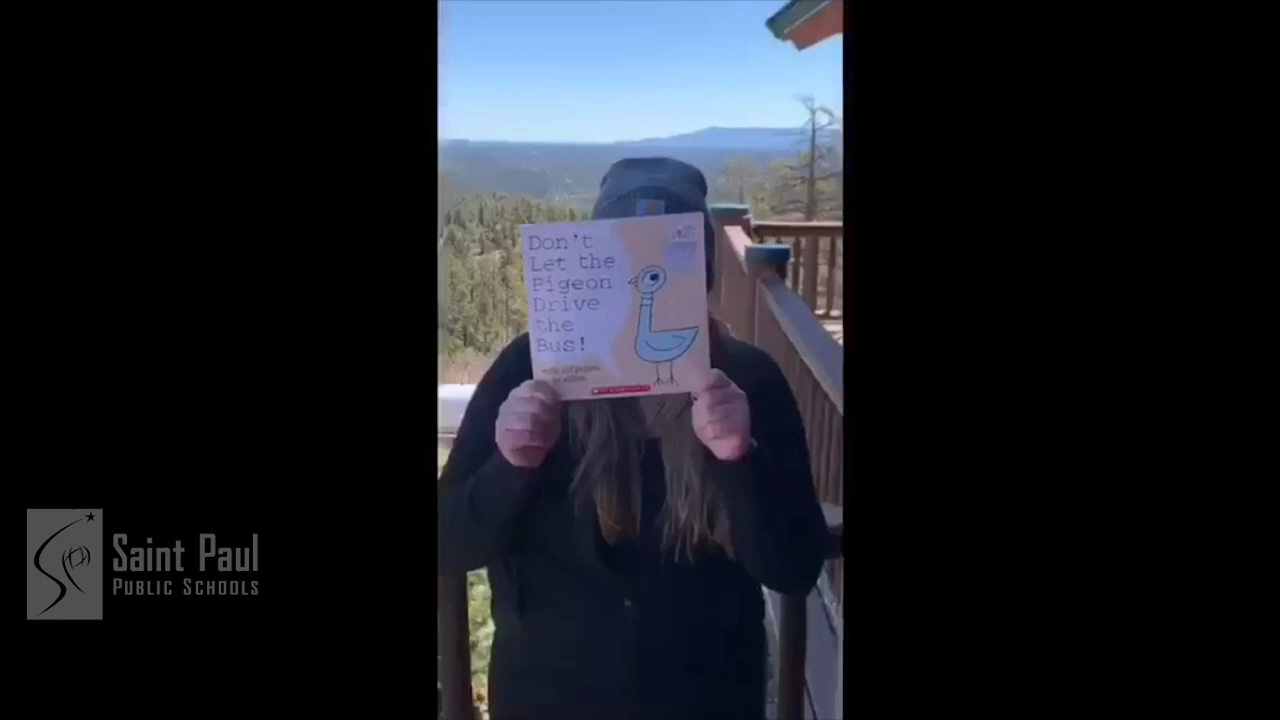 Don't
Let the
Pigeon
Drive
the
Bus!
Saint Paul
Public Schools